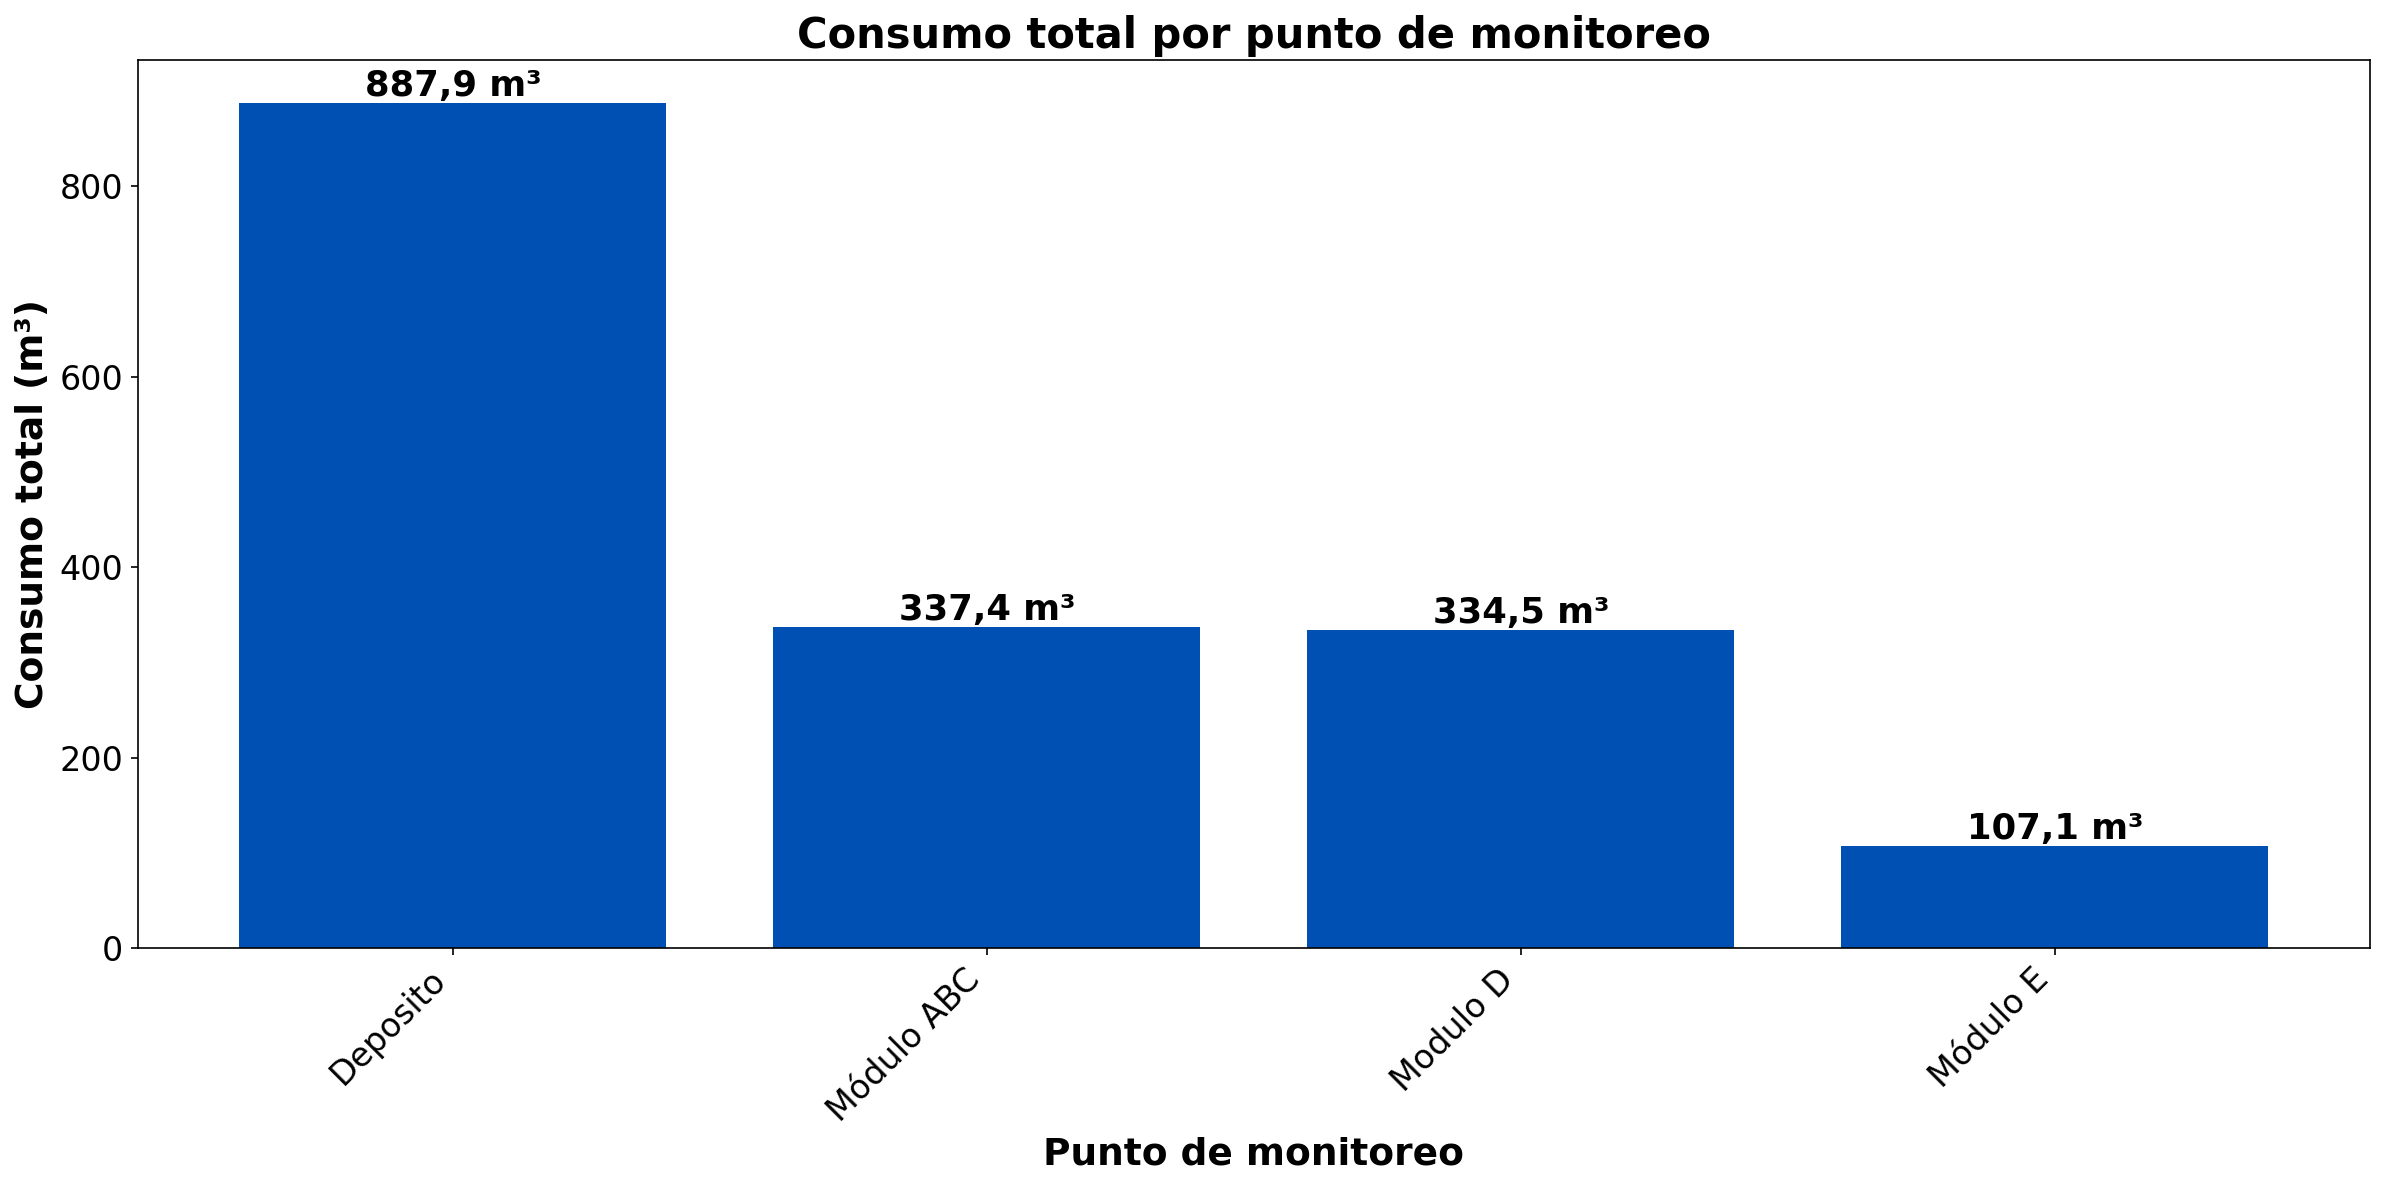 Consumo total por punto de monitoreo
887,9 m³
337,4 m³
334,5 m³
107,1 m³
Consumo total (m³)
800
600
400
200
0
Deposito
Módulo ABC
Modulo D
Módulo E
Punto de monitoreo